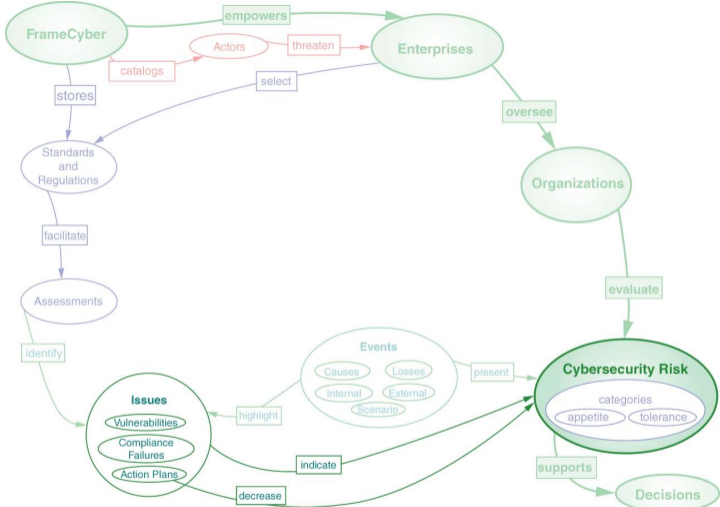 FrameCyber
empowers
Actors
threaten
Enterprises
catalogs
select
stores
oversee
Standards
and
Regulations
Organizations
facilitate
evaluate
Assessments
identify
Events
Causes
Losses
Internal
External
Scenario
present
Cybersecurity Risk
categories
appetite
tolerance
Issues
Vulnerabilities
Compliance
Failures
Action Plans
highlight
indicate
decrease
supports
Decisions